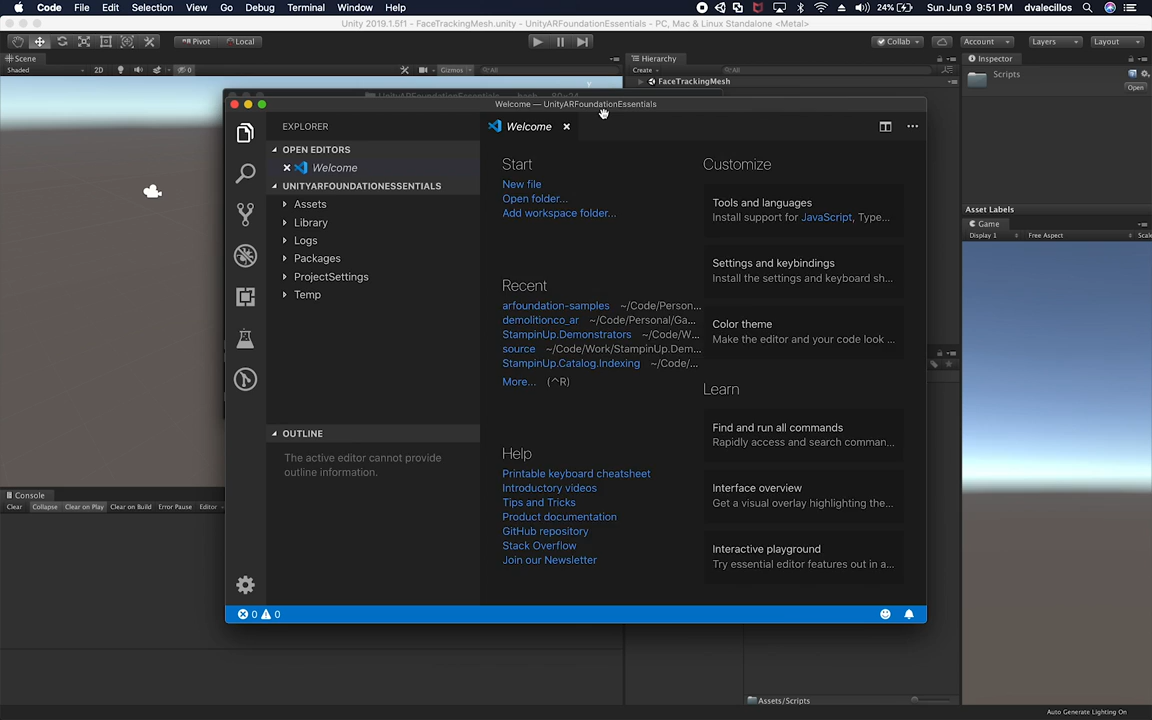 Code File Edit Selection View Go Debug Terminal Window Help 24% Sun Jun 9 9:51 PM dvalecillos
Unity 2019.1.5f1 - FaceTrackingMesh.unity - UnityARFoundationEssentials - PC, Mac & Linux Standalone <Metal>
Pivot Local Collab Account Layers Layout
Scene Hierarchy Inspector
Shaded 2D 0 Gizmos All Create All Scripts
FaceTrackingMesh Open
Welcome — UnityARFoundationEssentials
EXPLORER Welcome
OPEN EDITORS
Welcome
UNITYARFOUNDATIONESSENTIALS
Assets
Library
Logs
Packages
ProjectSettings
Temp
OUTLINE
The active editor cannot provide
outline information.
Start
New file
Open folder...
Add workspace folder...
Recent
arfoundation-samples ~/Code/Person...
demolitionco_ar ~/Code/Personal/Ga...
StampinUp.Demonstrators ~/Code/W...
source ~/Code/Work/StampinUp.Dem...
StampinUp.Catalog.Indexing ~/Code/...
More... (^R)
Help
Printable keyboard cheatsheet
Introductory videos
Tips and Tricks
Product documentation
GitHub repository
Stack Overflow
Join our Newsletter
Customize
Tools and languages
Install support for JavaScript, Type...
Settings and keybindings
Install the settings and keyboard sh...
Color theme
Make the editor and your code look ...
Learn
Find and run all commands
Rapidly access and search comman...
Interface overview
Get a visual overlay highlighting the...
Interactive playground
Try essential editor features out in a...
0 0
Asset Labels
Game
Display 1 Free Aspect Scale
Console
Clear Collapse Clear on Play Clear on Build Error Pause Editor
Assets/Scripts
Auto Generate Lighting On